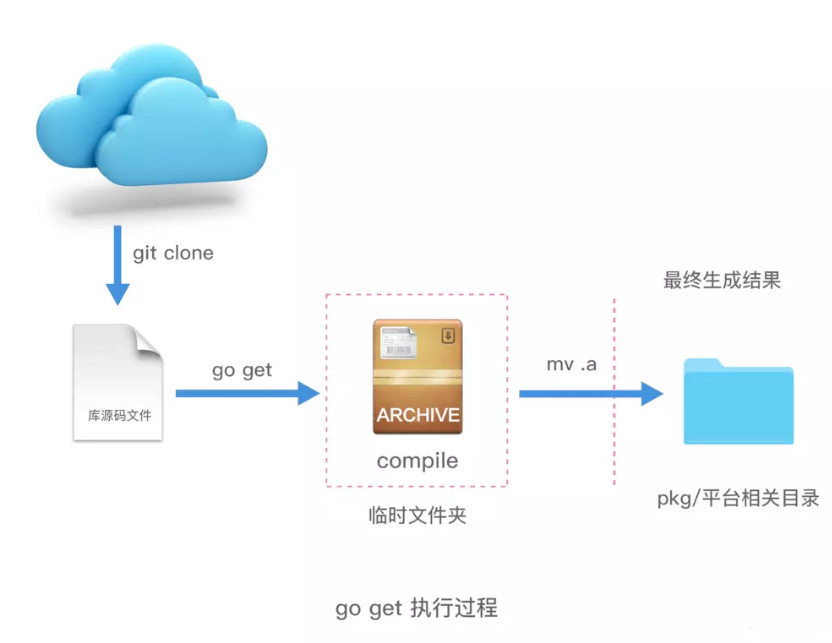 git clone
最终生成结果
go get
mv .a
库源码文件
ARCHIVE
compile
pkg/平台相关目录
临时文件夹
go get 执行过程